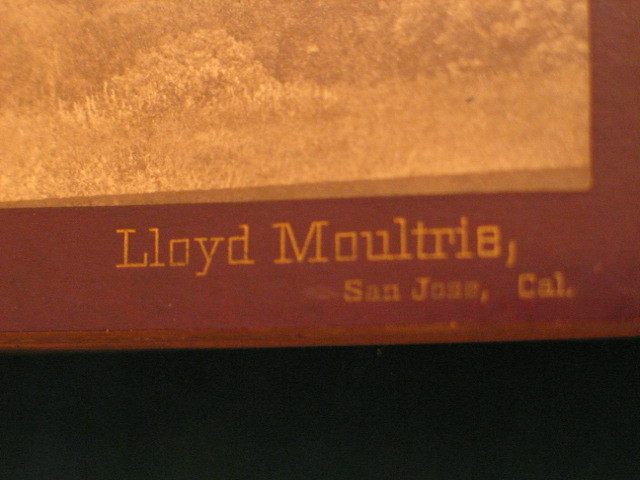 Lloyd Moultrie,
San Jose, Cal.